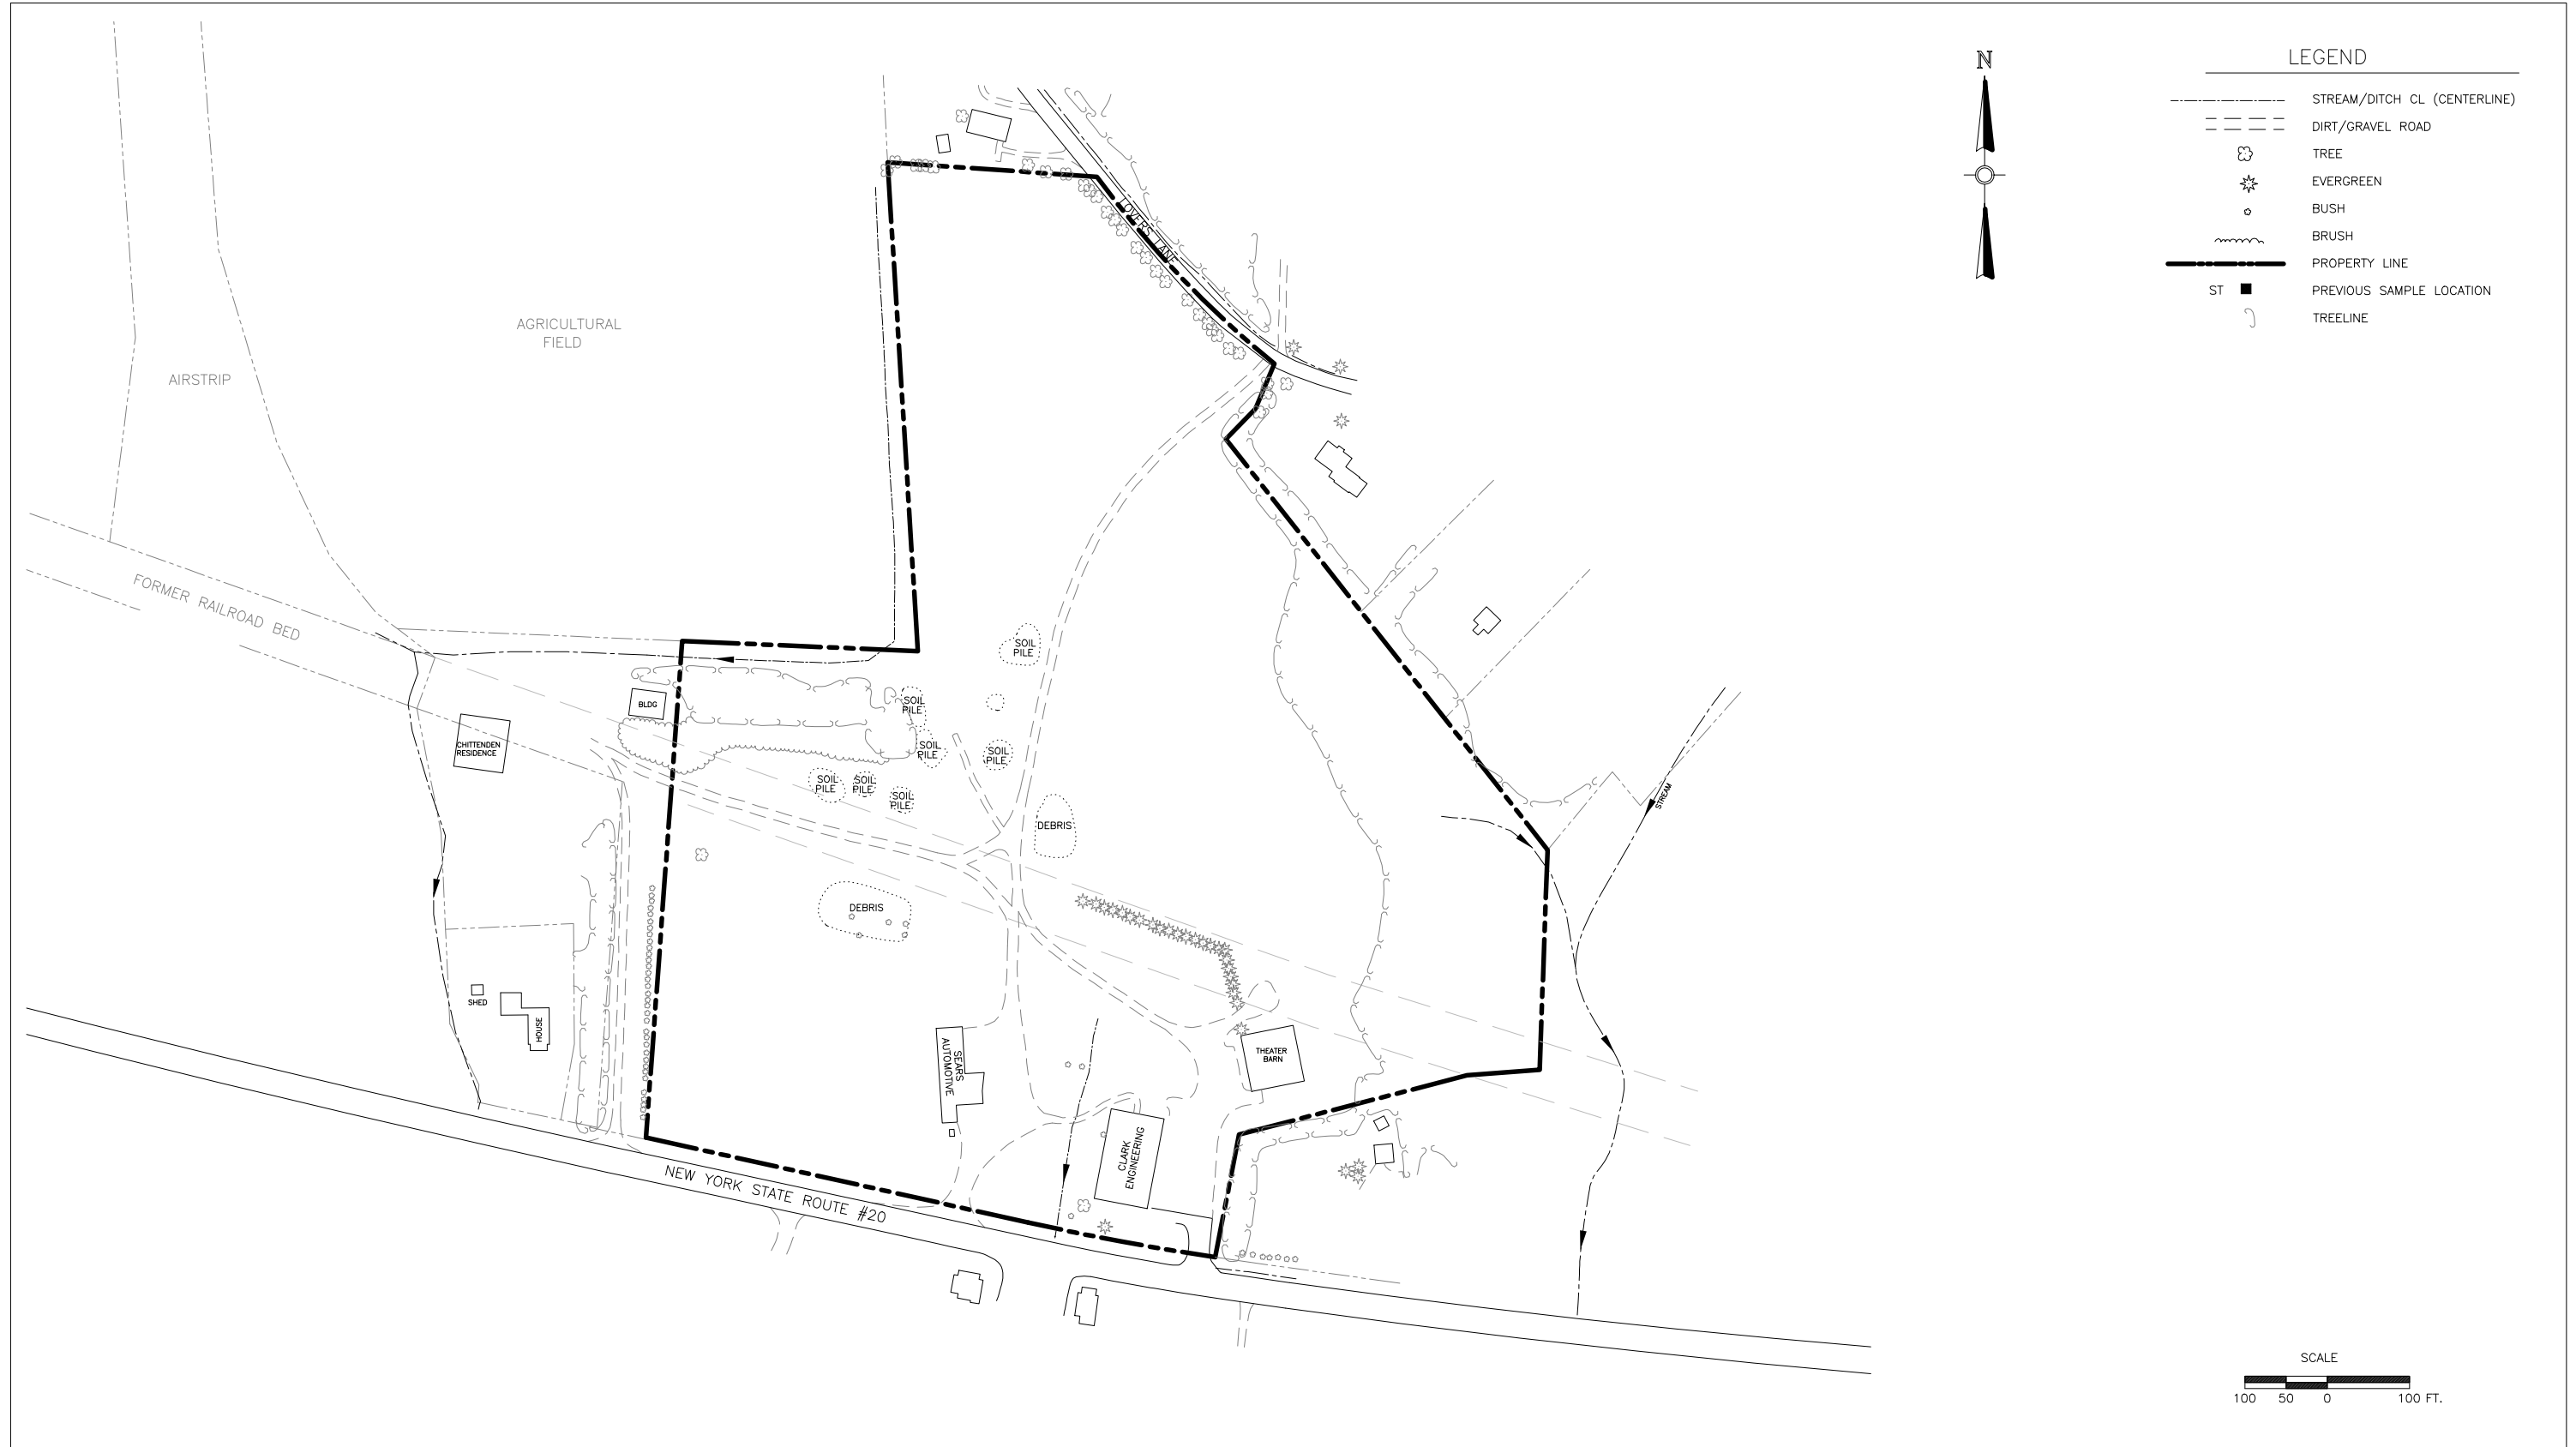 N
LEGEND
STREAM/DITCH CL (CENTERLINE)
DIRT/GRAVEL ROAD
TREE
EVERGREEN
BUSH
BRUSH
PROPERTY LINE
ST
PREVIOUS SAMPLE LOCATION
TREELINE
LOVERS LANE
AGRICULTURAL
FIELD
AIRSTRIP
FORMER RAILROAD BED
SOIL
PILE
BLDG
SOIL
PILE
CHITTENDEN
RESIDENCE
SOIL
PILE
SOIL
PILE
SOIL
PILE
SOIL
PILE
SOIL
PILE
STREAM
DEBRIS
DEBRIS
SHED
HOUSE
SEARS
AUTOMOTIVE
THEATER
BARN
CLARK
ENGINEERING
NEW YORK STATE ROUTE #20
SCALE
100 50 0 100 FT.